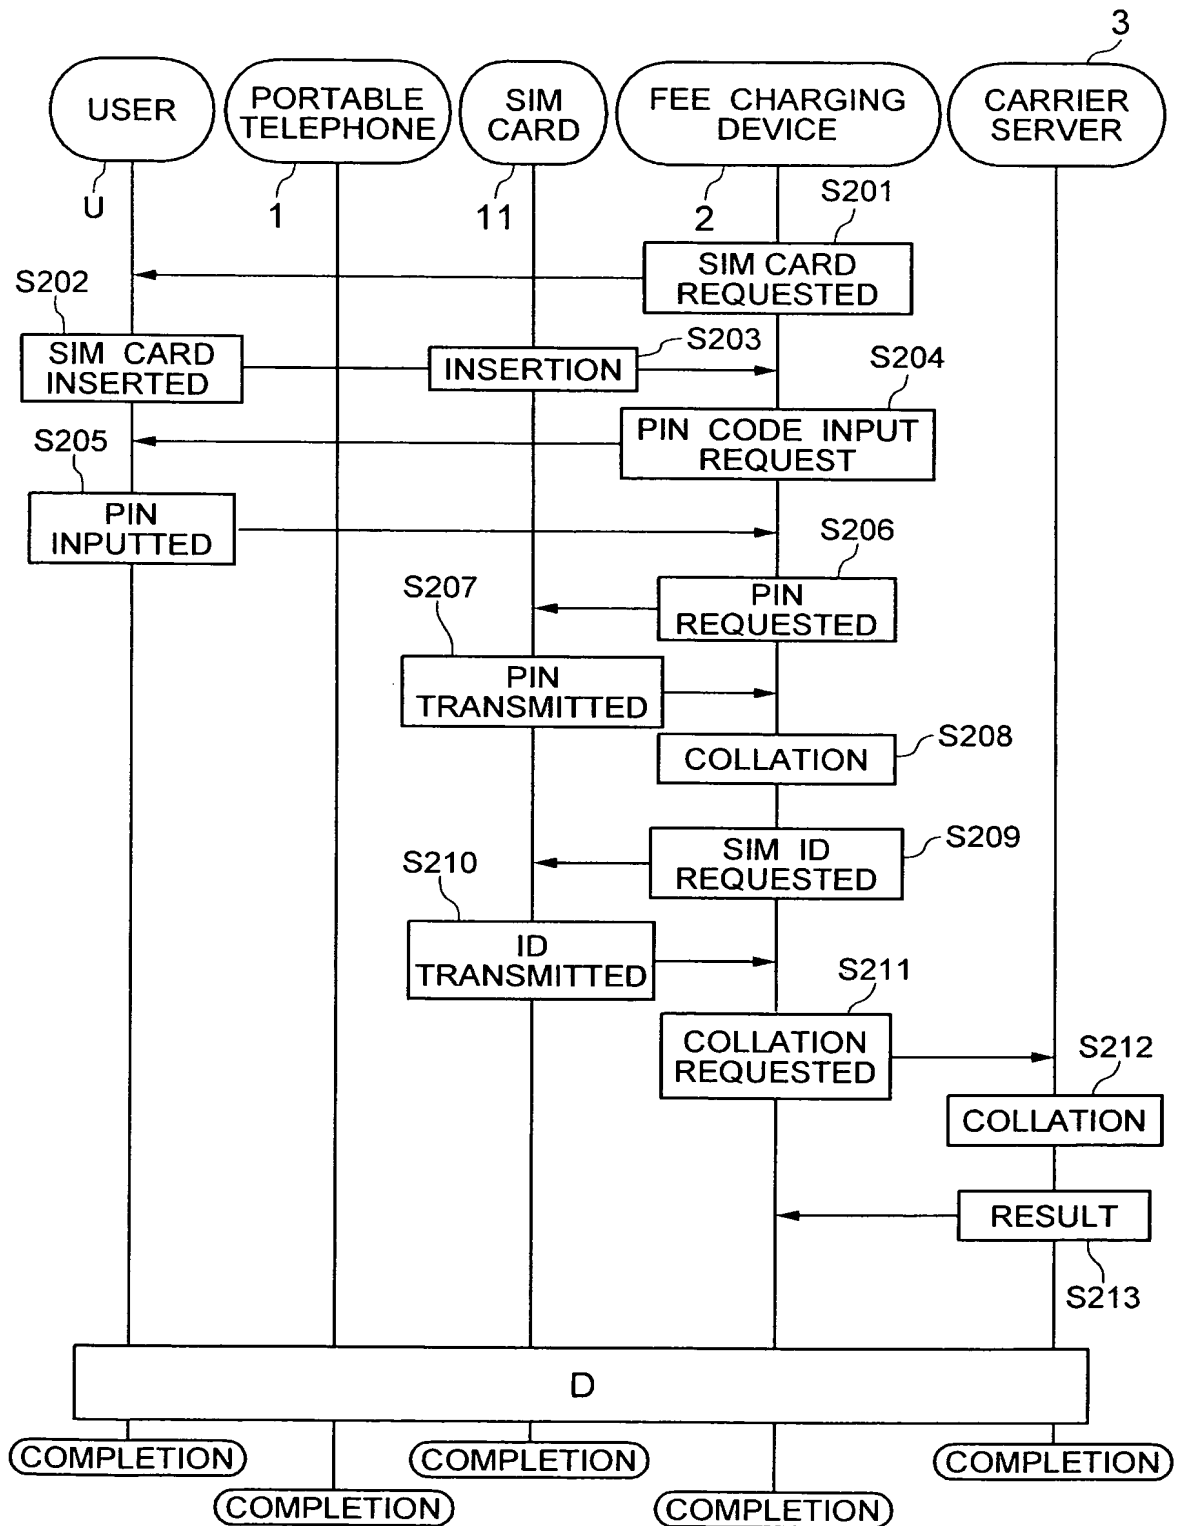 3
USER
PORTABLE
TELEPHONE
SIM
CARD
FEE CHARGING
DEVICE
CARRIER
SERVER
U
1
11
2
S201
SIM CARD
REQUESTED
S202
SIM CARD
INSERTED
S203
INSERTION
S204
PIN CODE INPUT
REQUEST
S205
PIN
INPUTTED
S206
PIN
REQUESTED
S207
PIN
TRANSMITTED
S208
COLLATION
S209
SIM ID
REQUESTED
S210
ID
TRANSMITTED
S211
COLLATION
REQUESTED
S212
COLLATION
RESULT
S213
D
COMPLETION
COMPLETION
COMPLETION
COMPLETION
COMPLETION